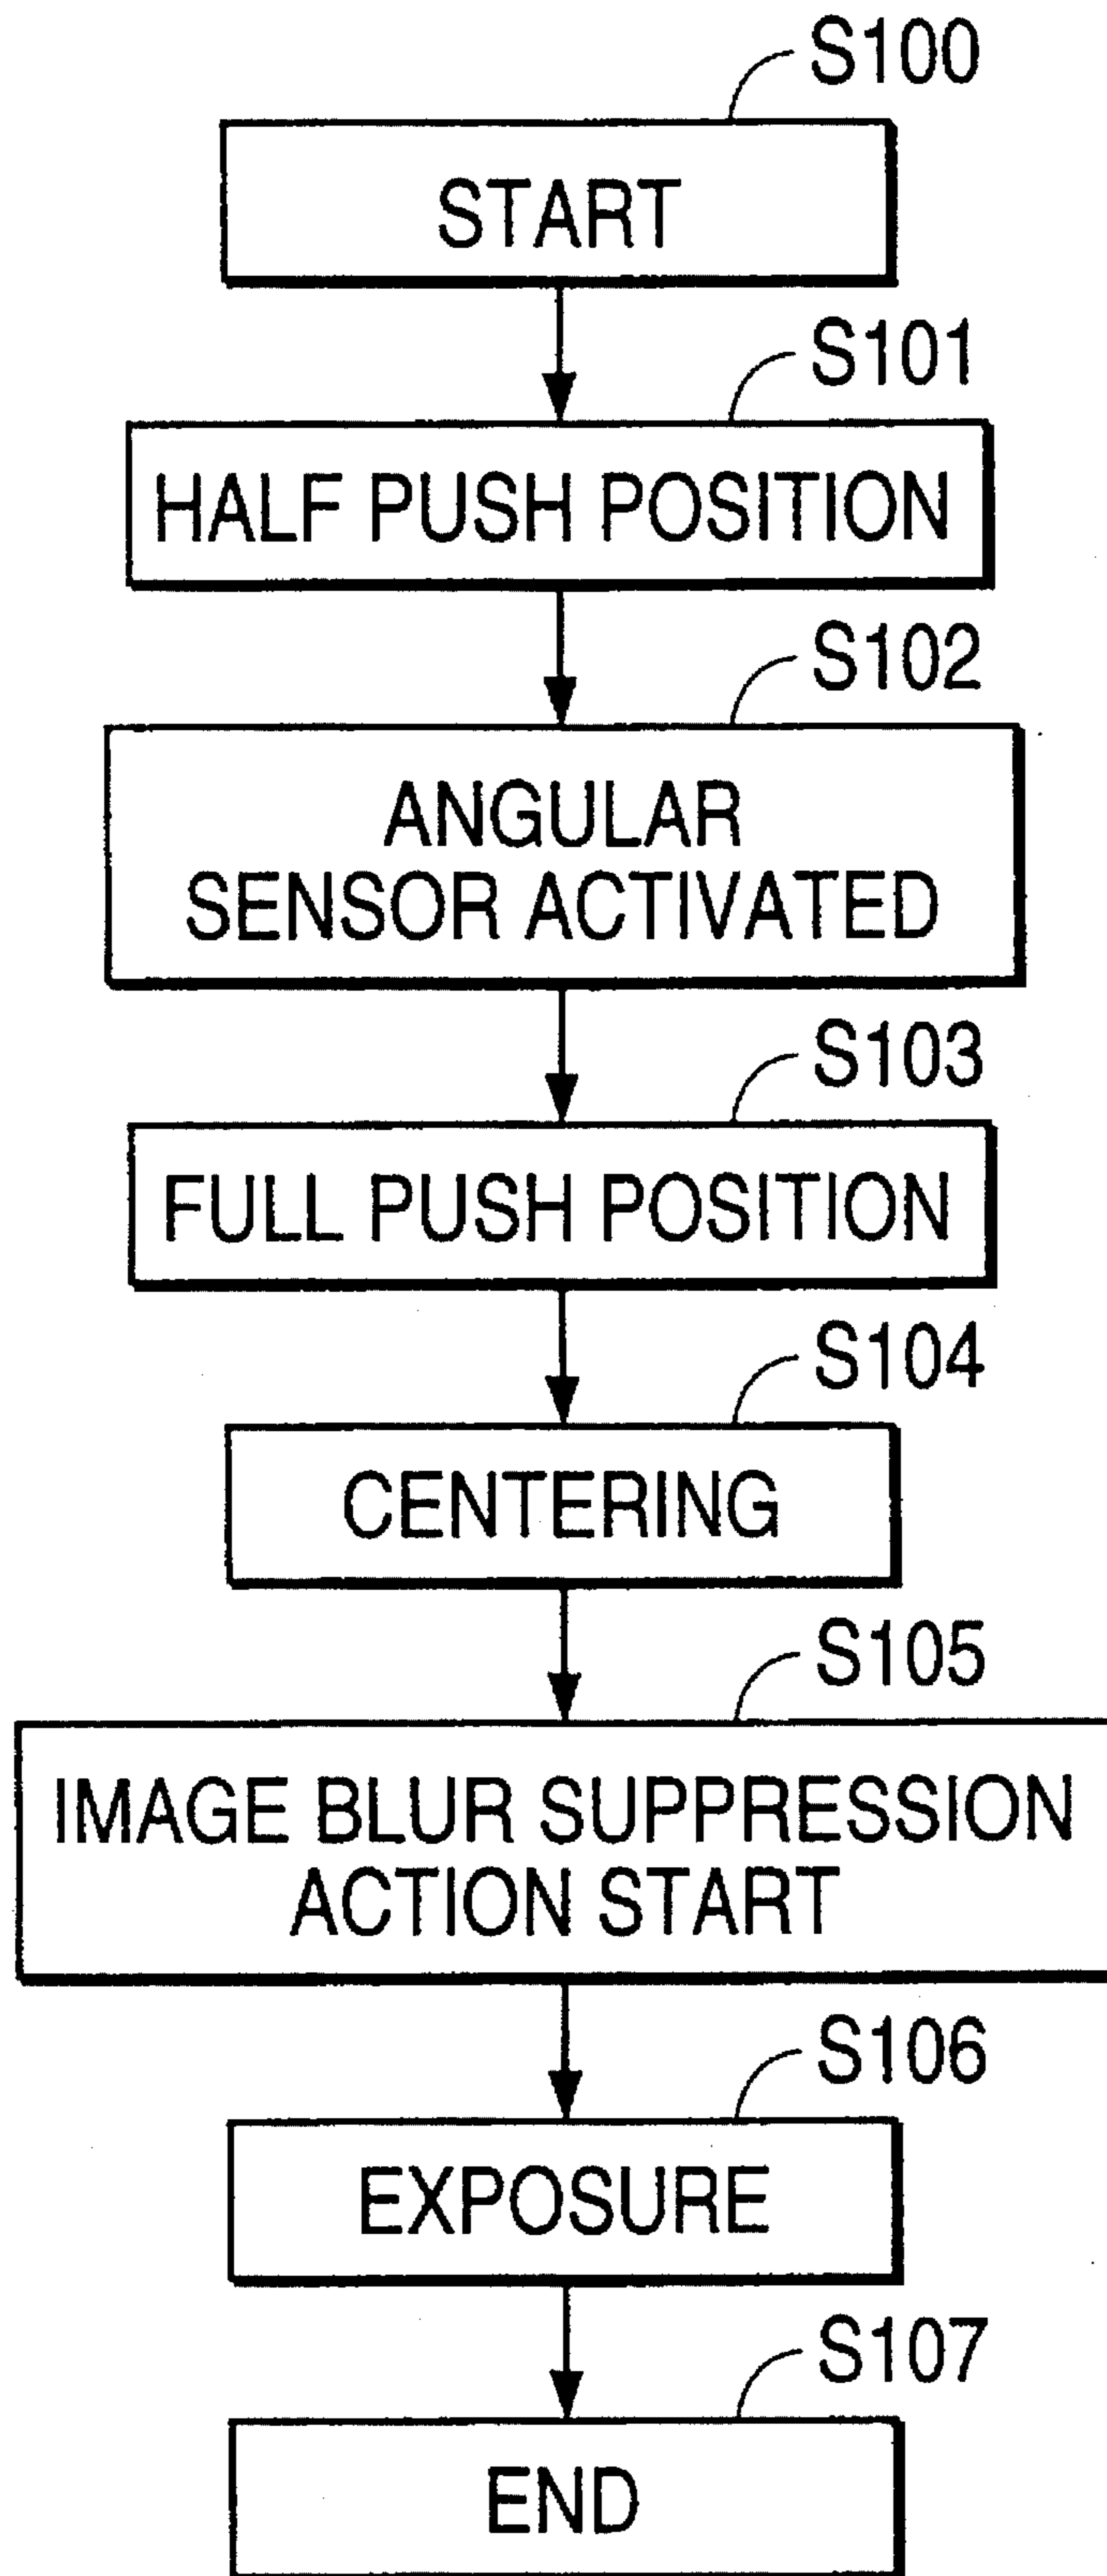 S100
START
S101
HALF PUSH POSITION
S102
ANGULAR
SENSOR ACTIVATED
S103
FULL PUSH POSITION
S104
CENTERING
S105
IMAGE BLUR SUPPRESSION
ACTION START
S106
EXPOSURE
S107
END